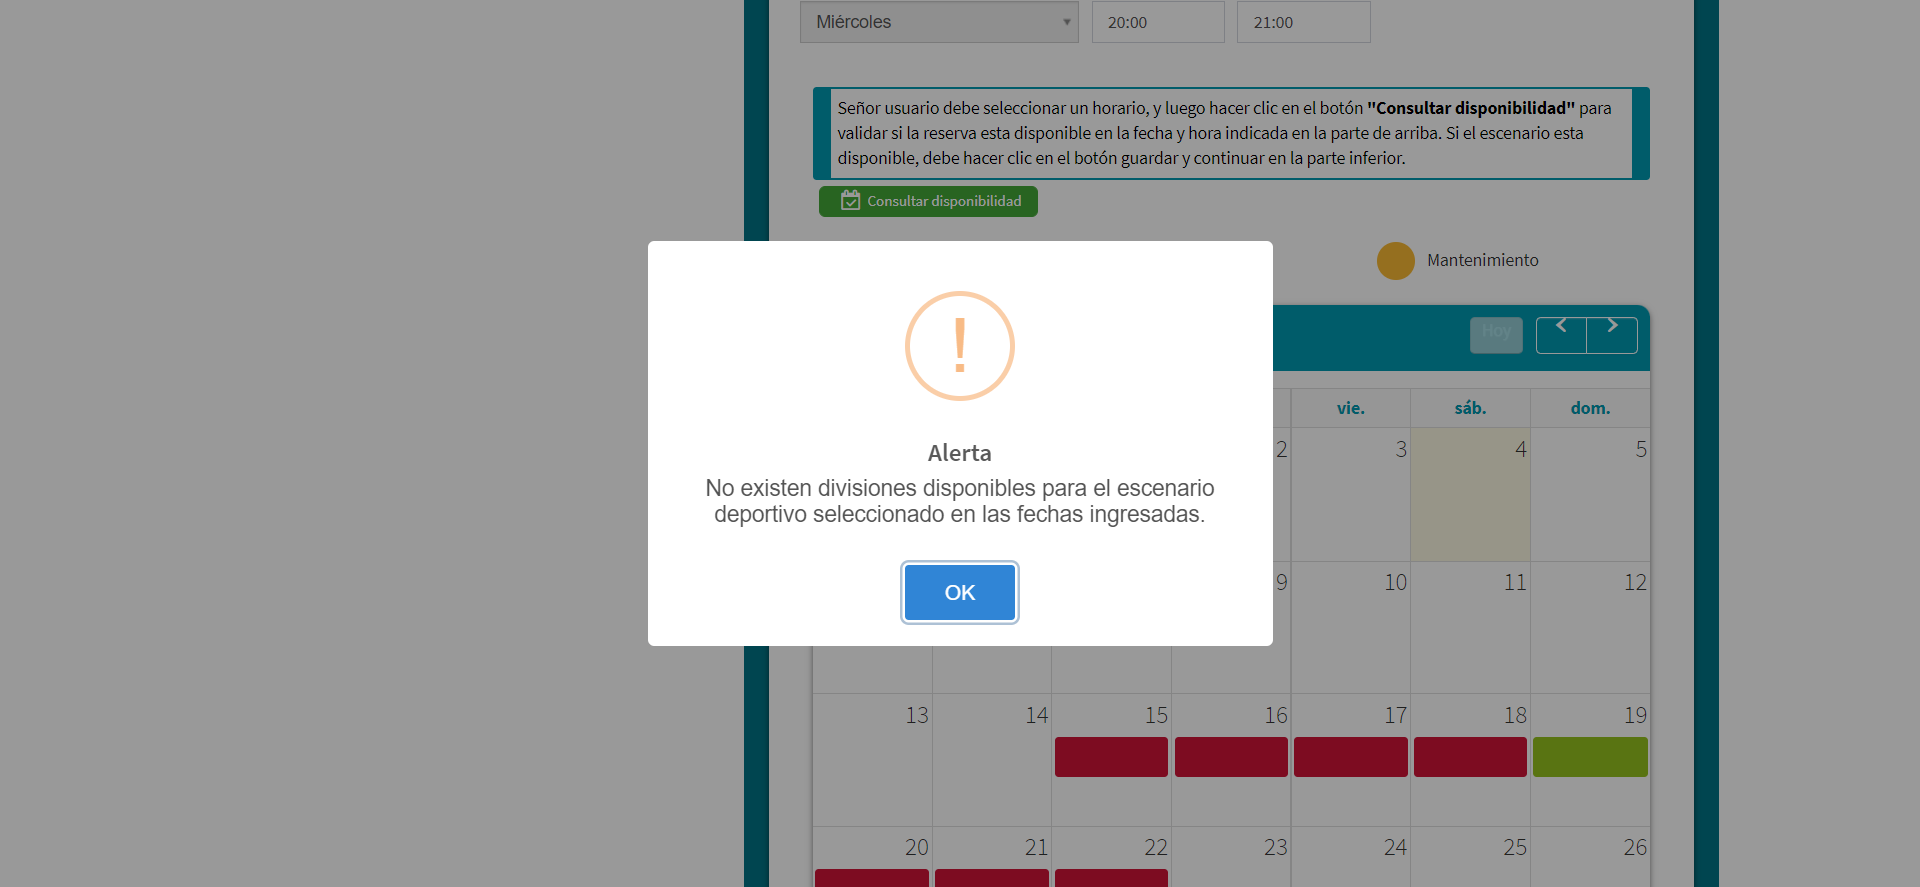 Miércoles 20:00 21:00
Señor usuario debe seleccionar un horario, y luego hacer clic en el botón "Consultar disponibilidad" para
validar si la reserva esta disponible en la fecha y hora indicada en la parte de arriba. Si el escenario esta
disponible, debe hacer clic en el botón guardar y continuar en la parte inferior.
Consultar disponibilidad
Mantenimiento
Hoy
!
Alerta
No existen divisiones disponibles para el escenario
deportivo seleccionado en las fechas ingresadas.
OK
vie. sáb. dom.
2 3 4 5
9 10 11 12
13 14 15 16 17 18 19
20 21 22 23 24 25 26